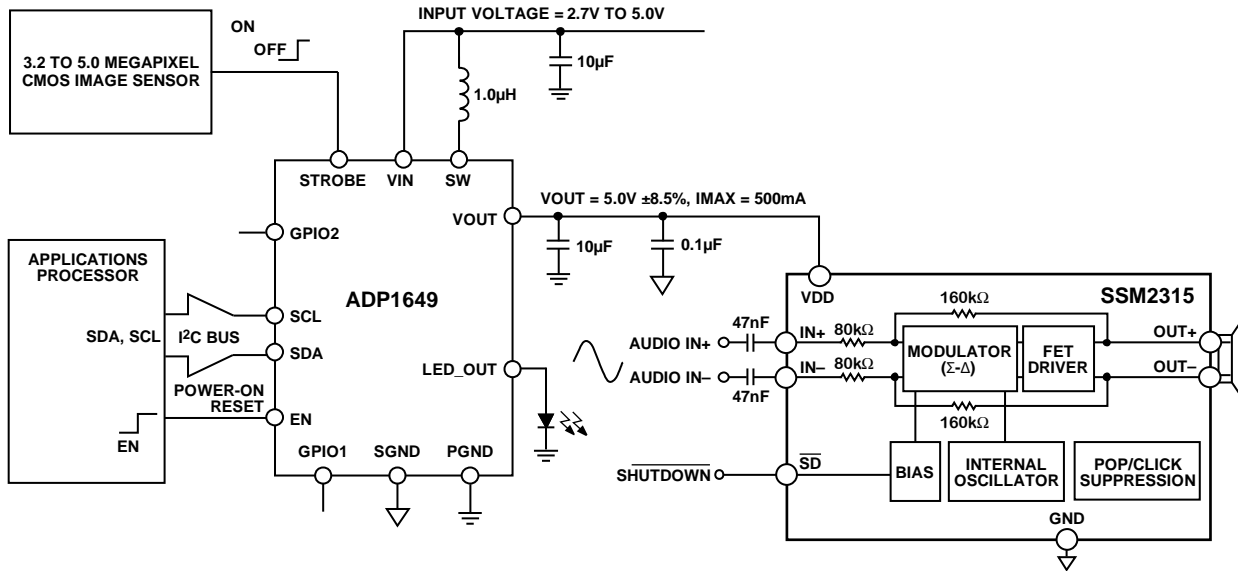 INPUT VOLTAGE = 2.7V TO 5.0V
ON
OFF
3.2 TO 5.0 MEGAPIXEL
CMOS IMAGE SENSOR
10µF
1.0µH
STROBE
VIN
SW
VOUT
VOUT = 5.0V ±8.5%, IMAX = 500mA
10µF
0.1µF
GPIO2
APPLICATIONS
PROCESSOR
ADP1649
SDA, SCL
I2C BUS
SCL
SDA
POWER-ON
RESET
EN
EN
LED_OUT
GPIO1
SGND
PGND
VDD
SSM2315
160kΩ
47nF
AUDIO IN+
IN+
80kΩ
AUDIO IN–
IN–
80kΩ
47nF
MODULATOR
(Σ-Δ)
FET
DRIVER
OUT+
OUT–
160kΩ
SHUTDOWN
SD
BIAS
INTERNAL
OSCILLATOR
POP/CLICK
SUPPRESSION
GND